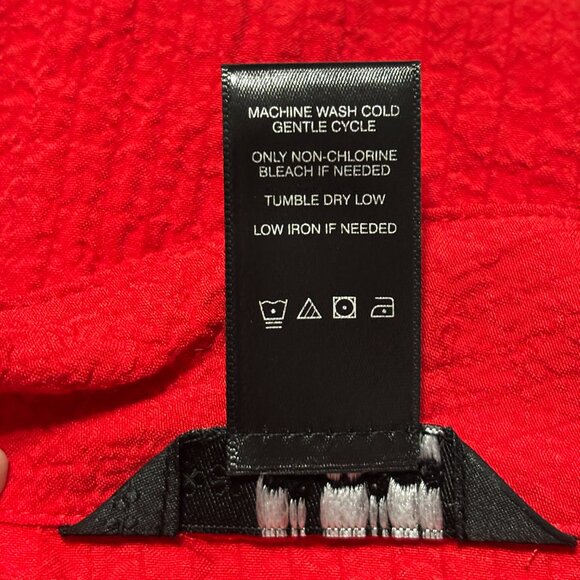 MACHINE WASH COLD
GENTLE CYCLE
ONLY NON-CHLORINE
BLEACH IF NEEDED
TUMBLE DRY LOW
LOW IRON IF NEEDED